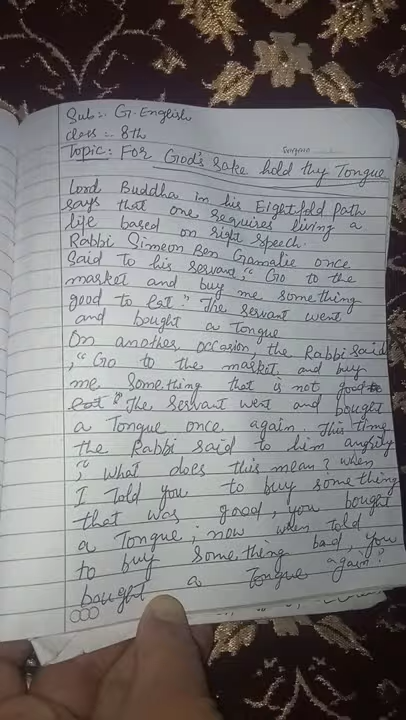 Sub:- G. English
class:- 8th
Topic: For God's sake hold thy Tongue
Lord Buddha in his Eightfold Path
says that one requires living a
life based on right speech.
Rabbi Simeon Ben Gamalie once
Said to his servant, "Go to the
market and buy me something
good to eat." The servant went
and bought a Tongue
On another occasion, the Rabbi said
, "Go to the market and buy
me something that is not good to
eat" The servant went and bought
a Tongue once again. This time
the Rabbi said to him angrily
, "What does this mean? when
I Told you to buy something
that was good, you bought
a Tongue; now when told
to buy something bad, you
bought a Tongue again?